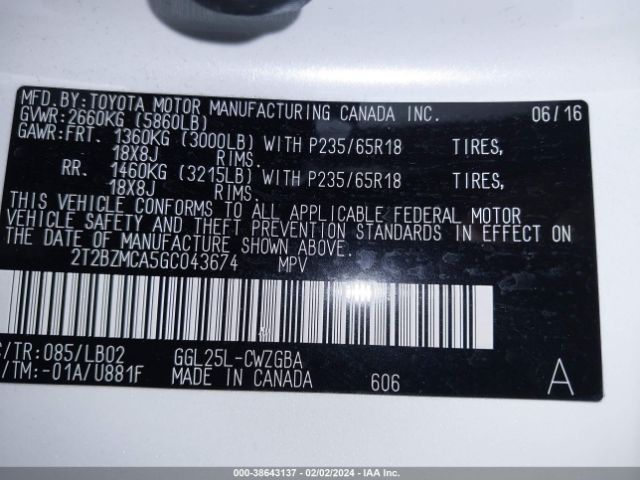 MFD.BY:TOYOTA MOTOR MANUFACTURING CANADA INC. 06/16
GVWR:2660KG (5860LB)
GAWR:FRT. 1360KG (3000LB) WITH P235/65R18 TIRES,
18X8J RIMS.
RR. 1460KG (3215LB) WITH P235/65R18 TIRES,
18X8J RIMS.
THIS VEHICLE CONFORMS TO ALL APPLICABLE FEDERAL MOTOR
VEHICLE SAFETY AND THEFT PREVENTION STANDARDS IN EFFECT ON
THE DATE OF MANUFACTURE SHOWN ABOVE.
2T2BZMCA5GC043674 MPV
C/TR:085/LB02 GGL25L-CWZGBA
/TM:-01A/U881F MADE IN CANADA 606 A
000-38643137 - 02/02/2024 - IAA Inc.